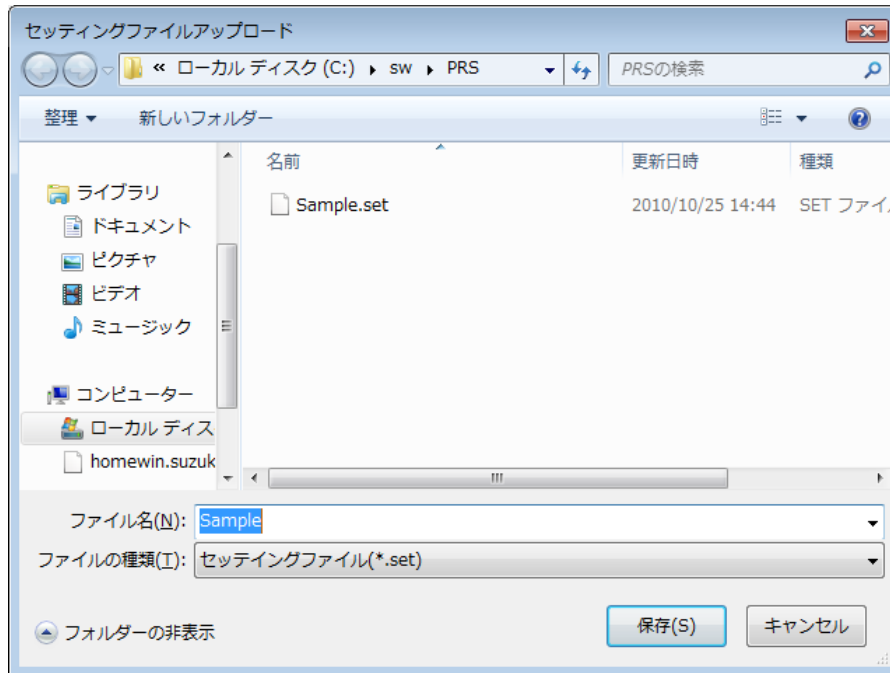 セッティングファイルアップロード
« ローカル ディスク (C:) ▸ sw ▸ PRS
PRSの検索
整理 ▼ 新しいフォルダー
名前 更新日時 種類
Sample.set 2010/10/25 14:44 SET ファイ
ライブラリ
ドキュメント
ピクチャ
ビデオ
ミュージック
コンピューター
ローカル ディス
homewin.suzuk
ファイル名(N): Sample
ファイルの種類(T): セッテイングファイル(*.set)
フォルダーの非表示
保存(S) キャンセル